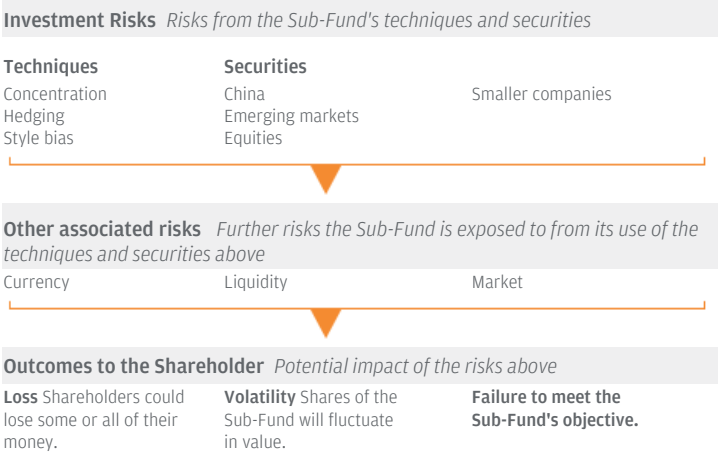 Investment Risks Risks from the Sub-Fund's techniques and securities
Techniques Securities
Concentration China Smaller companies
Hedging Emerging markets
Style bias Equities
Other associated risks Further risks the Sub-Fund is exposed to from its use of the
techniques and securities above
Currency Liquidity Market
Outcomes to the Shareholder Potential impact of the risks above
Loss Shareholders could
lose some or all of their
money.
Volatility Shares of the
Sub-Fund will fluctuate
in value.
Failure to meet the
Sub-Fund's objective.